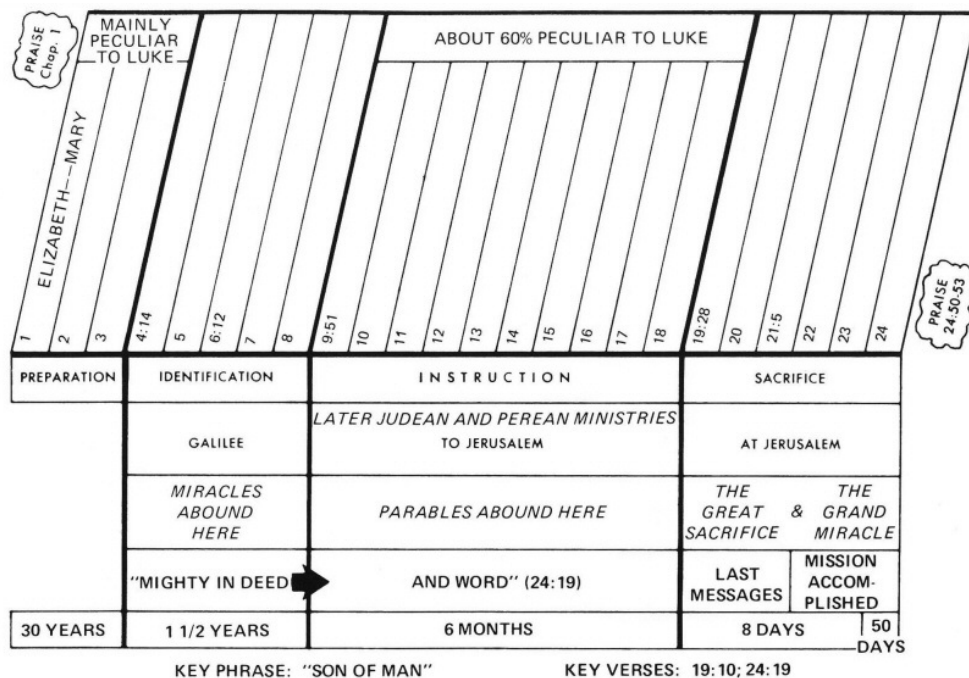 PRAISE
Chap. 1
MAINLY
PECULIAR
TO LUKE
ABOUT 60% PECULIAR TO LUKE
ELIZABETH--MARY
PRAISE
24:50-53
1 2 3 4:14 5 6:12 7 8 9:51 10 11 12 13 14 15 16 17 18 19:28 20 21:5 22 23 24
PREPARATION IDENTIFICATION INSTRUCTION SACRIFICE
LATER JUDEAN AND PEREAN MINISTRIES
GALILEE TO JERUSALEM AT JERUSALEM
MIRACLES
ABOUND
HERE
PARABLES ABOUND HERE
THE
GREAT
SACRIFICE
&
THE
GRAND
MIRACLE
"MIGHTY IN DEED
AND WORD" (24:19)
LAST
MESSAGES
MISSION
ACCOM-
PLISHED
30 YEARS 1 1/2 YEARS 6 MONTHS 8 DAYS
50
DAYS
KEY PHRASE: "SON OF MAN" KEY VERSES: 19:10; 24:19